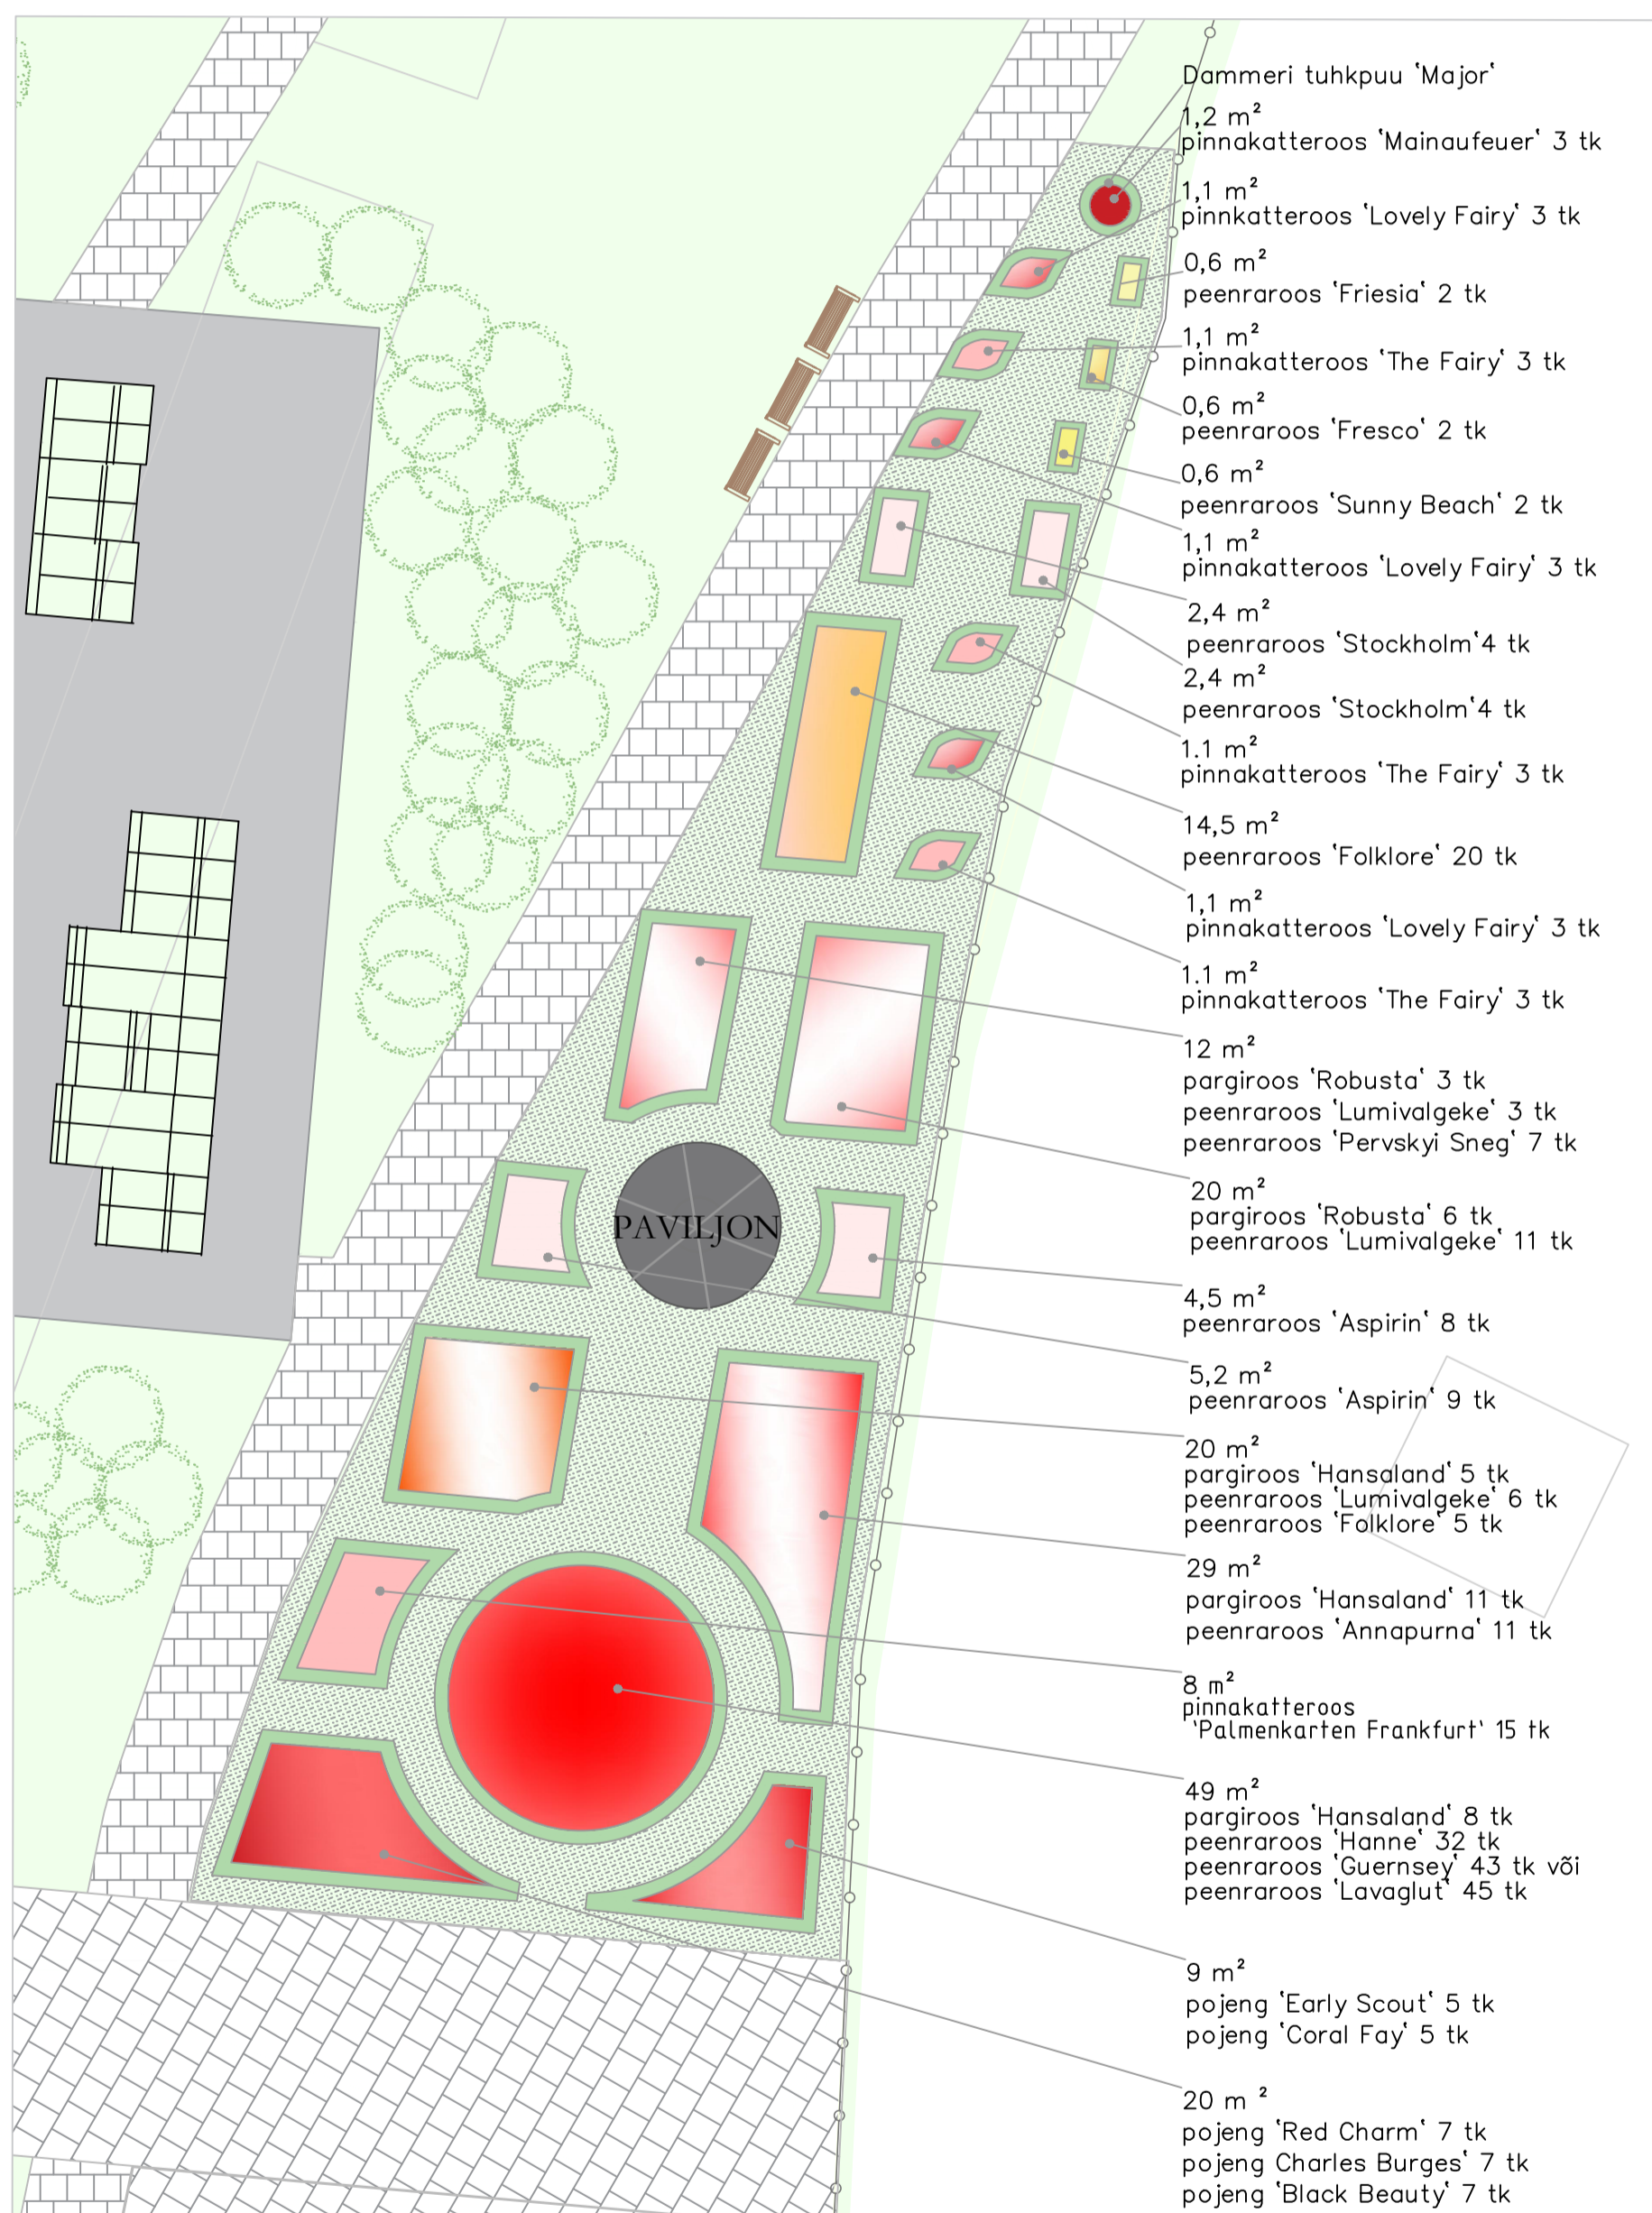 Dammeri tuhkpuu ‛Major‛
1,2 m²
pinnakatteroos ‛Mainaufeuer‛ 3 tk
1,1 m²
pinnkatteroos ‛Lovely Fairy‛ 3 tk
0,6 m²
peenraroos ‛Friesia‛ 2 tk
1,1 m²
pinnakatteroos ‛The Fairy‛ 3 tk
0,6 m²
peenraroos ‛Fresco‛ 2 tk
0,6 m²
peenraroos ‛Sunny Beach‛ 2 tk
1,1 m²
pinnakatteroos ‛Lovely Fairy‛ 3 tk
2,4 m²
peenraroos ‛Stockholm‛4 tk
2,4 m²
peenraroos ‛Stockholm‛4 tk
1.1 m²
pinnakatteroos ‛The Fairy‛ 3 tk
14,5 m²
peenraroos ‛Folklore‛ 20 tk
1,1 m²
pinnakatteroos ‛Lovely Fairy‛ 3 tk
1.1 m²
pinnakatteroos ‛The Fairy‛ 3 tk
12 m²
pargiroos ‛Robusta‛ 3 tk
peenraroos ‛Lumivalgeke‛ 3 tk
peenraroos ‛Pervskyi Sneg‛ 7 tk
20 m²
pargiroos ‛Robusta‛ 6 tk
peenraroos ‛Lumivalgeke‛ 11 tk
PAVILJON
4,5 m²
peenraroos ‛Aspirin‛ 8 tk
5,2 m²
peenraroos ‛Aspirin‛ 9 tk
20 m²
pargiroos ‛Hansaland‛ 5 tk
peenraroos ‛Lumivalgeke‛ 6 tk
peenraroos ‛Folklore‛ 5 tk
29 m²
pargiroos ‛Hansaland‛ 11 tk
peenraroos ‛Annapurna‛ 11 tk
8 m²
pinnakatteroos
‛Palmenkarten Frankfurt‛ 15 tk
49 m²
pargiroos ‛Hansaland‛ 8 tk
peenraroos ‛Hanne‛ 32 tk
peenraroos ‛Guernsey‛ 43 tk või
peenraroos ‛Lavaglut‛ 45 tk
9 m²
pojeng ‛Early Scout‛ 5 tk
pojeng ‛Coral Fay‛ 5 tk
20 m ²
pojeng ‛Red Charm‛ 7 tk
pojeng Charles Burges‛ 7 tk
pojeng ‛Black Beauty‛ 7 tk